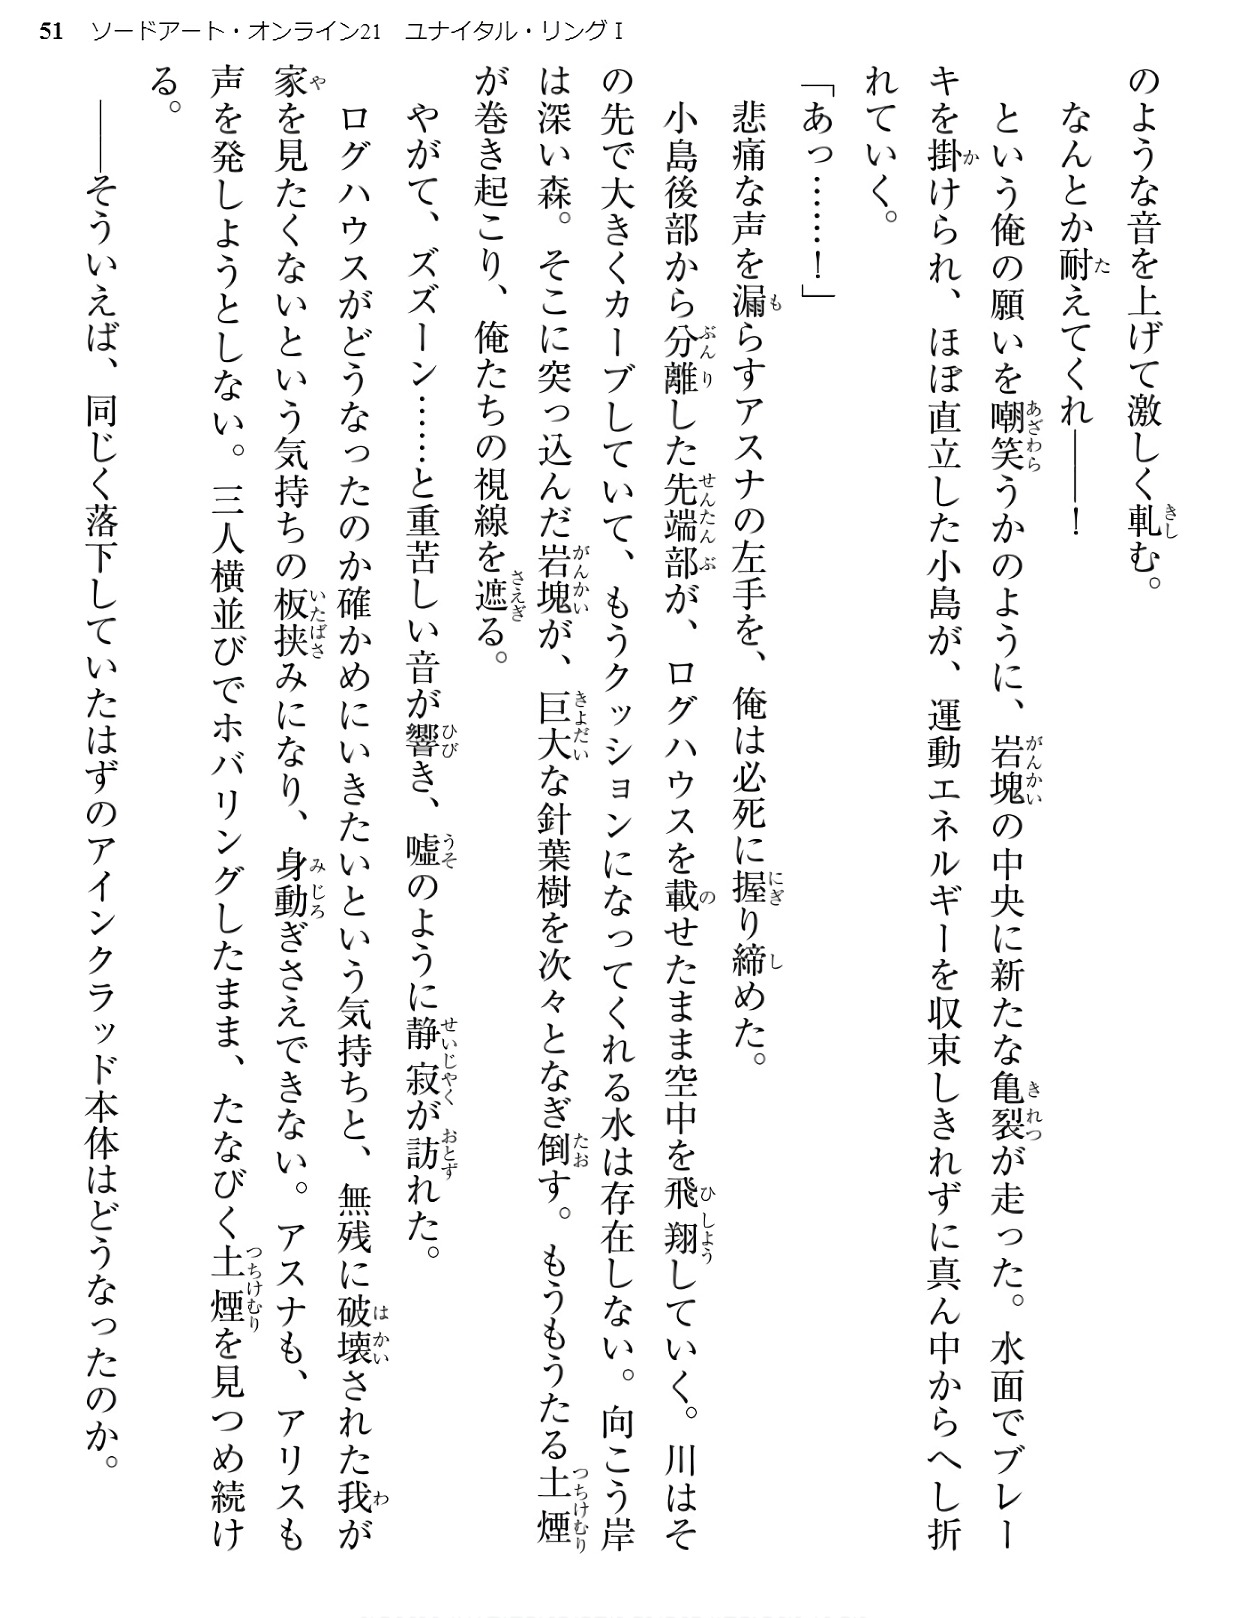 51 ソードアート・オンライン21 ユナイタル・リングⅠ
のような音を上げて激しく軋む。
なんとか耐えてくれ――！
という俺の願いを嘲笑うかのように、岩塊の中央に新たな亀裂が走った。水面でブレー
キを掛けられ、ほぼ直立した小島が、運動エネルギーを収束しきれずに真ん中からへし折
れていく。
「あっ……！」
悲痛な声を漏らすアスナの左手を、俺は必死に握り締めた。
小島後部から分離した先端部が、ログハウスを載せたまま空中を飛翔していく。川はそ
の先で大きくカーブしていて、もうクッションになってくれる水は存在しない。向こう岸
は深い森。そこに突っ込んだ岩塊が、巨大な針葉樹を次々となぎ倒す。もうもうたる土煙
が巻き起こり、俺たちの視線を遮る。
やがて、ズズーン……と重苦しい音が響き、嘘のように静寂が訪れた。
ログハウスがどうなったのか確かめにいきたいという気持ちと、無残に破壊された我が
家を見たくないという気持ちの板挟みになり、身動ぎさえできない。アスナも、アリスも
声を発しようとしない。三人横並びでホバリングしたまま、たなびく土煙を見つめ続け
る。
――そういえば、同じく落下していたはずのアインクラッド本体はどうなったのか。